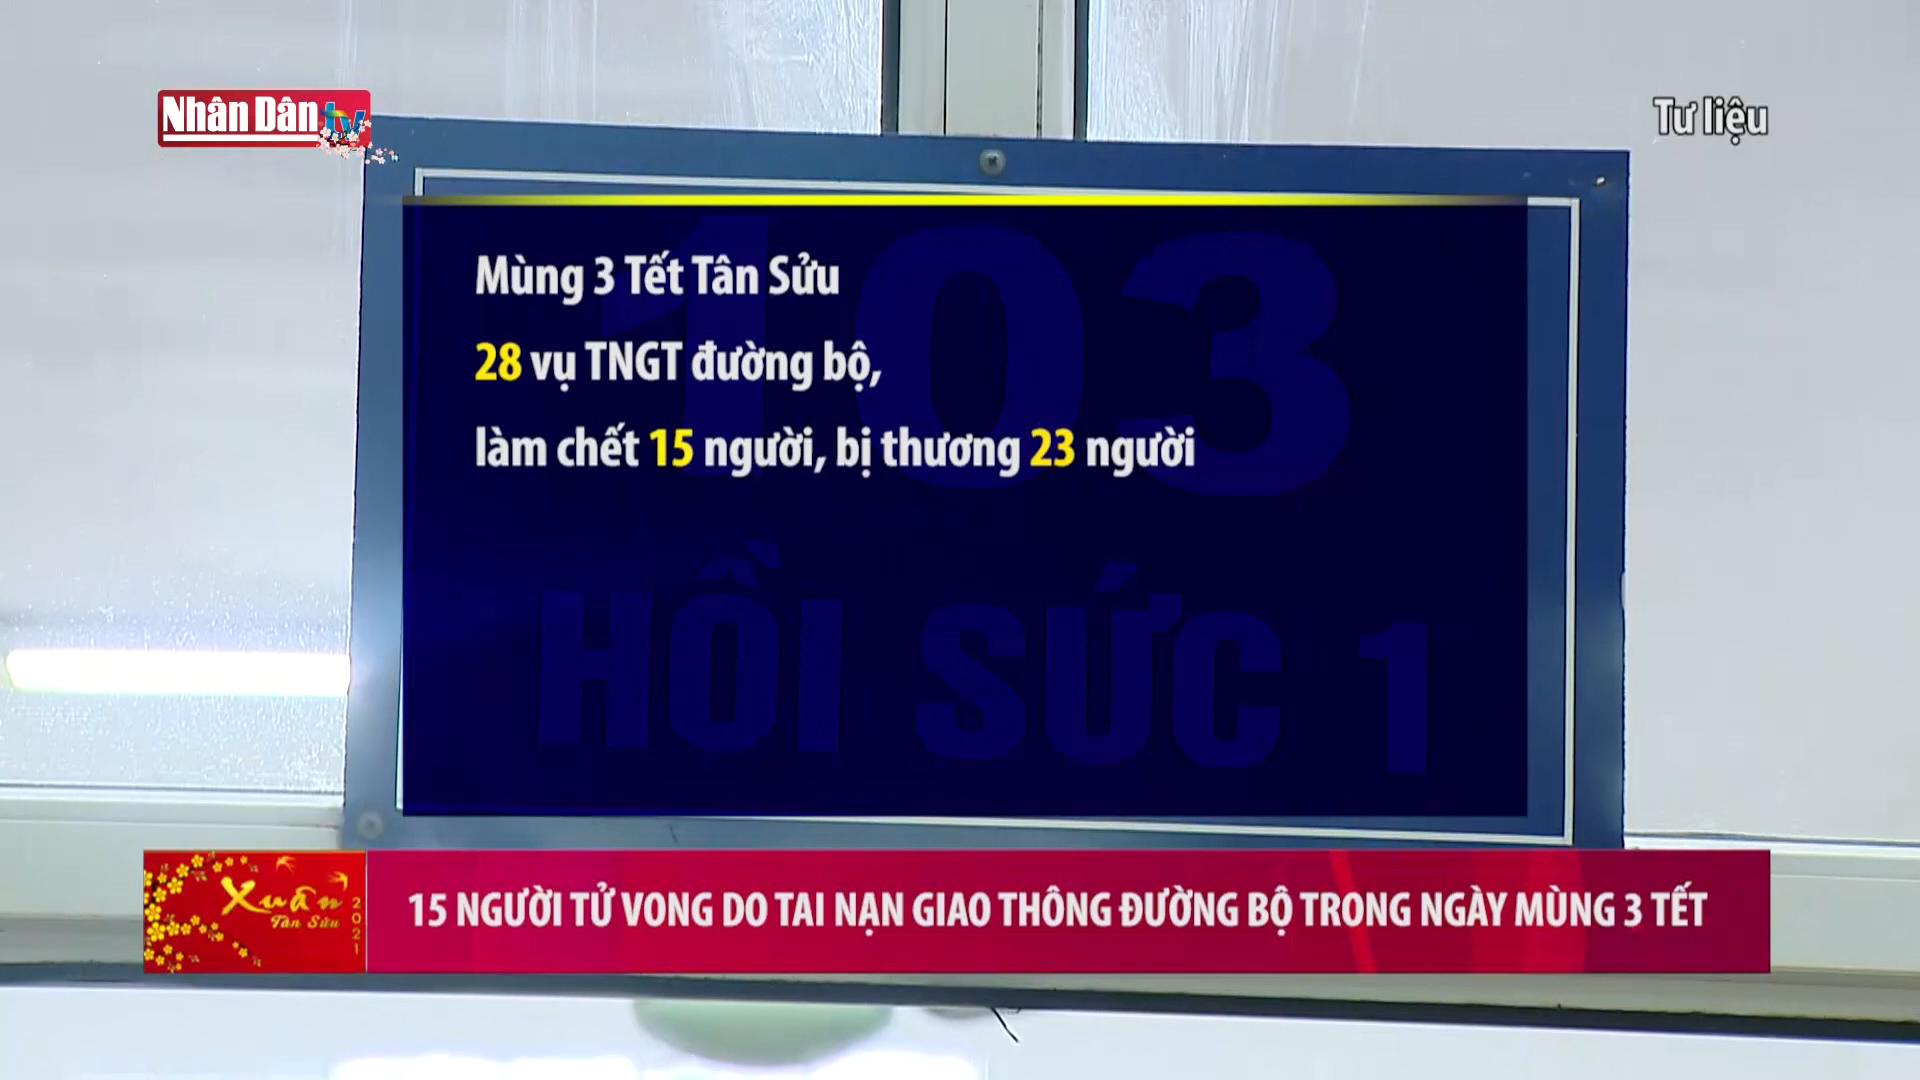 Nhân Dân tv
Tư liệu
103
Mùng 3 Tết Tân Sửu
28 vụ TNGT đường bộ,
làm chết 15 người, bị thương 23 người
HỒI SỨC 1
Xuân
Tân Sửu
2021
15 NGƯỜI TỬ VONG DO TAI NẠN GIAO THÔNG ĐƯỜNG BỘ TRONG NGÀY MÙNG 3 TẾT